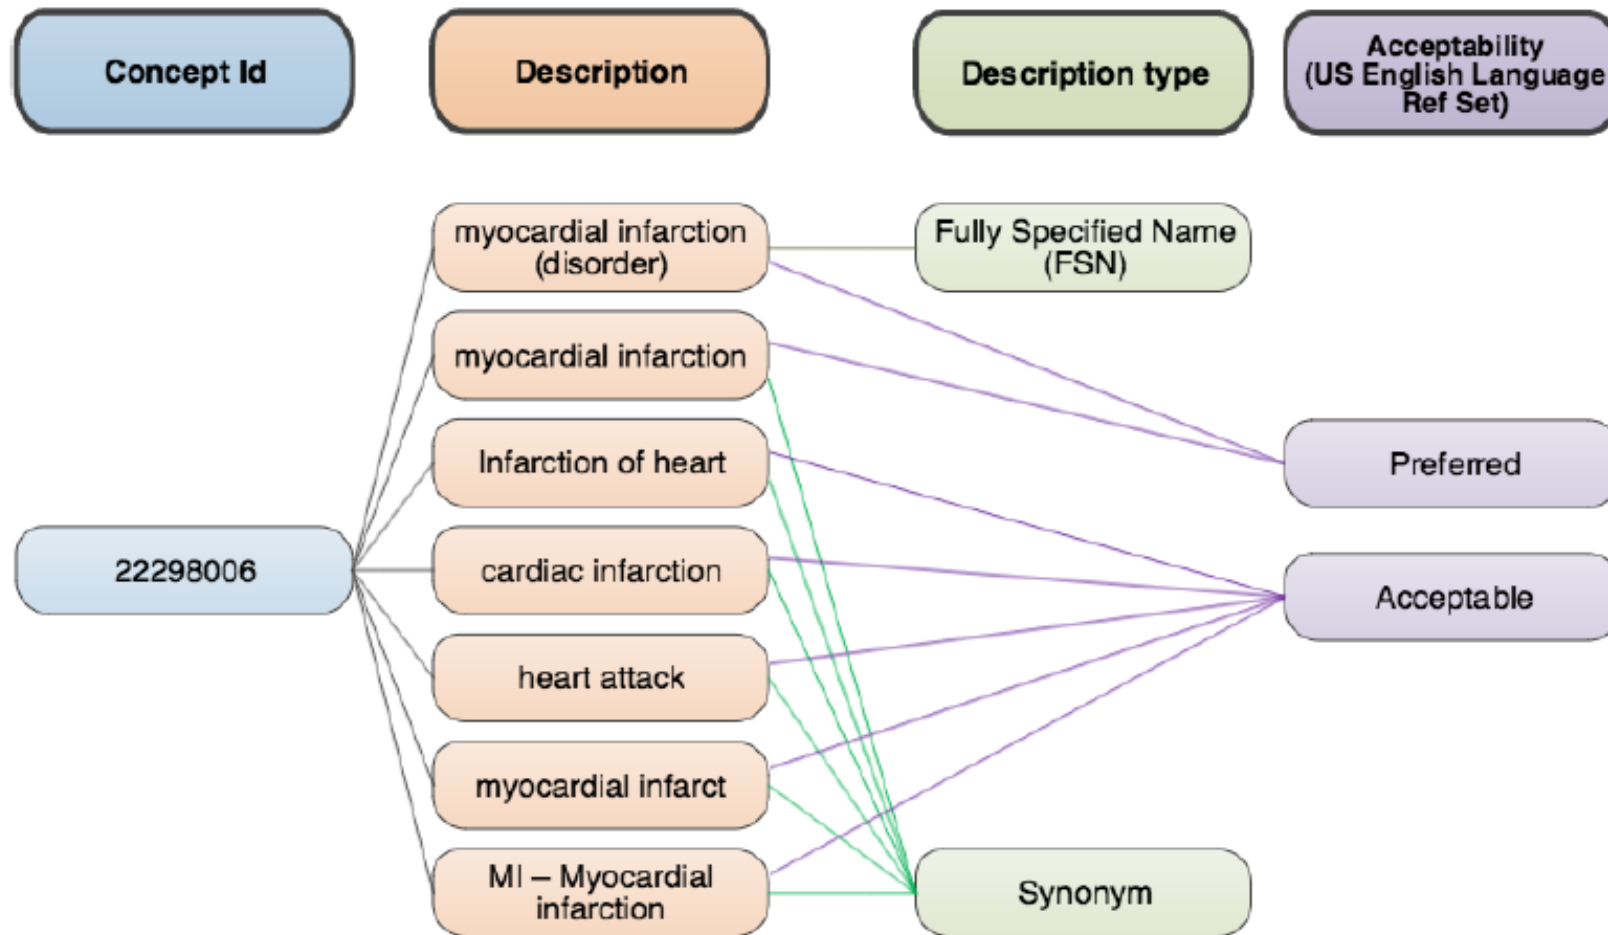 Concept Id
Description
Description type
Acceptability
(US English Language
Ref Set)
myocardial infarction
(disorder)
Fully Specified Name
(FSN)
myocardial infarction
Infarction of heart
Preferred
22298006
cardiac infarction
Acceptable
heart attack
myocardial infarct
MI – Myocardial
infarction
Synonym